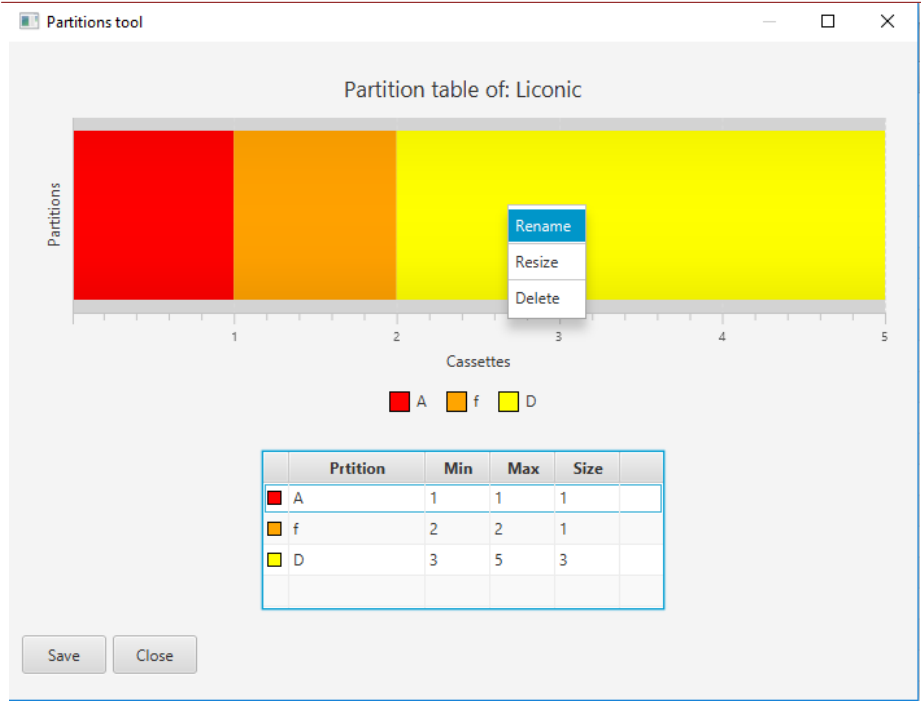 Partitions tool
Partition table of: Liconic
Partitions
Rename
Resize
Delete
1 2 3 4 5
Cassettes
A f D
Prtition Min Max Size
A 1 1 1
f 2 2 1
D 3 5 3
Save Close